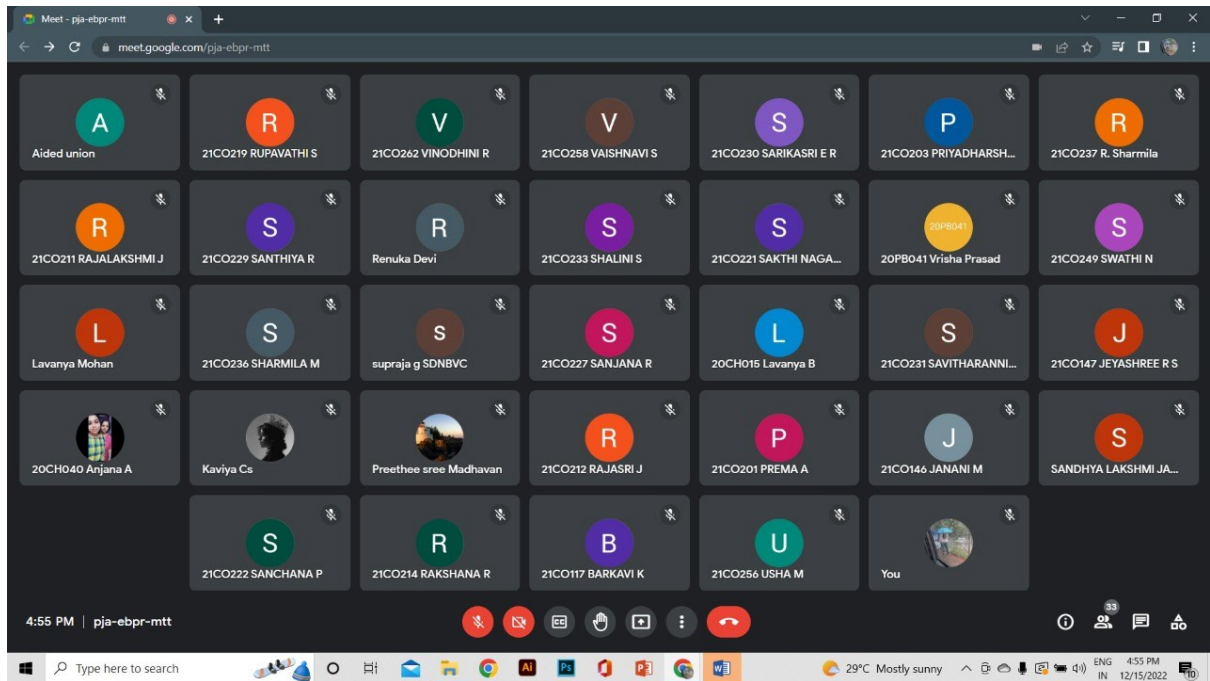 Meet - pja-ebpr-mtt
meet.google.com/pja-ebpr-mtt
A
Aided union
R
21CO219 RUPAVATHI S
V
21CO262 VINODHINI R
V
21CO258 VAISHNAVI S
S
21CO230 SARIKASRI E R
P
21CO203 PRIYADHARSH...
R
21CO237 R. Sharmila
R
21CO211 RAJALAKSHMI J
S
21CO229 SANTHIYA R
R
Renuka Devi
S
21CO233 SHALINI S
S
21CO221 SAKTHI NAGA...
20PB041
20PB041 Vrisha Prasad
S
21CO249 SWATHI N
L
Lavanya Mohan
S
21CO236 SHARMILA M
s
supraja g SDNBVC
S
21CO227 SANJANA R
L
20CH015 Lavanya B
S
21CO231 SAVITHARANNI...
J
21CO147 JEYASHREE R S
20CH040 Anjana A
Kaviya Cs
Preethee sree Madhavan
R
21CO212 RAJASRI J
P
21CO201 PREMA A
J
21CO146 JANANI M
S
SANDHYA LAKSHMI JA...
S
21CO222 SANCHANA P
R
21CO214 RAKSHANA R
B
21CO117 BARKAVI K
U
21CO256 USHA M
You
4:55 PM | pja-ebpr-mtt
CC
33
Type here to search
Ai
Ps
29°C Mostly sunny
ENG
IN
4:55 PM
12/15/2022
10